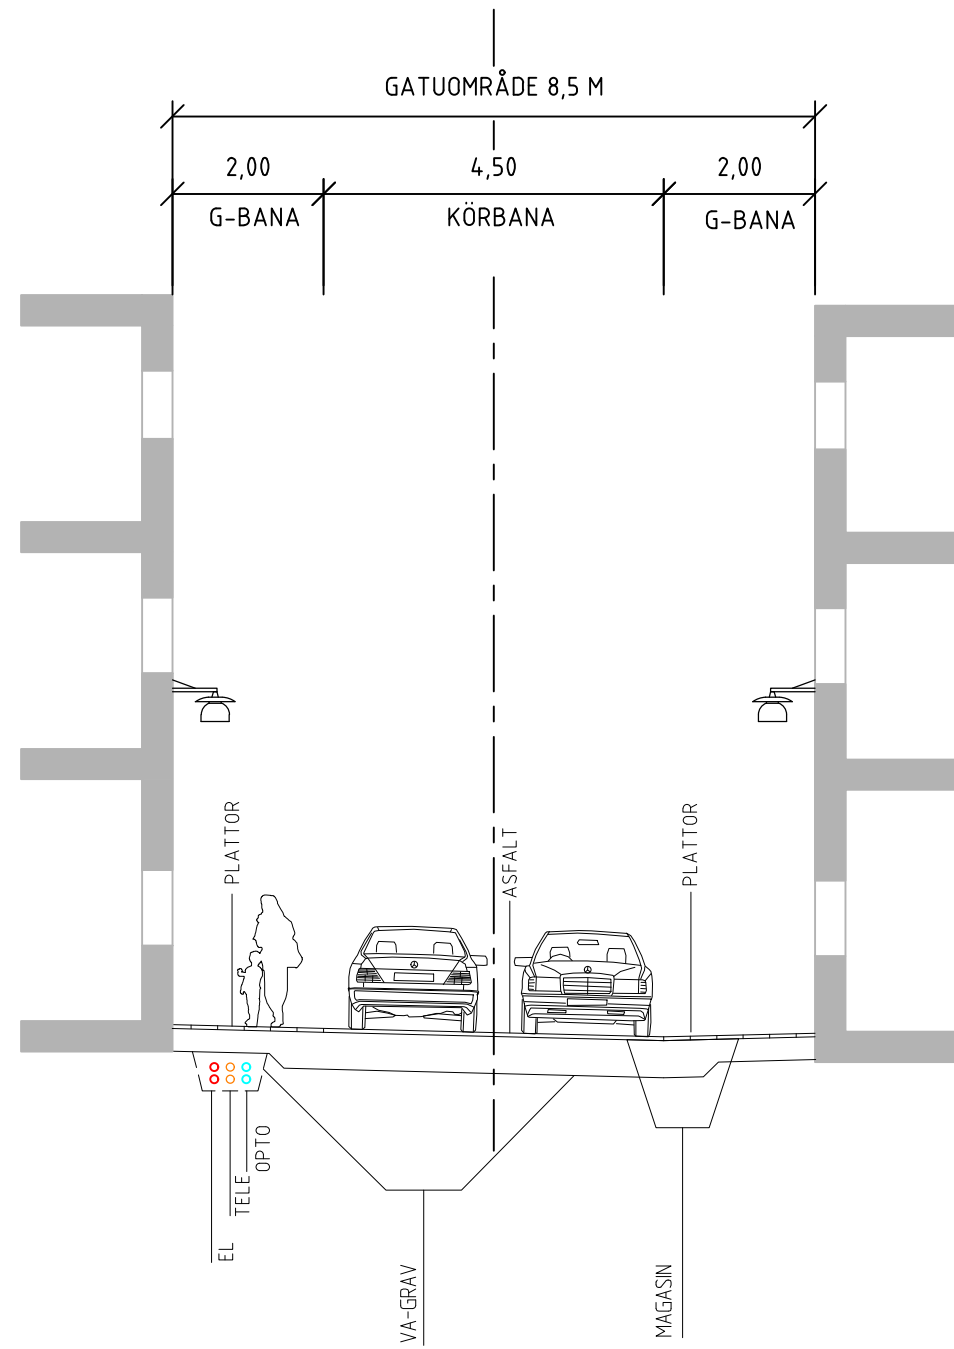 GATUOMRÅDE 8,5 M
2,00
4,50
2,00
G-BANA
KÖRBANA
G-BANA
PLATTOR
ASFALT
PLATTOR
OPTO
TELE
EL
VA-GRAV
MAGASIN